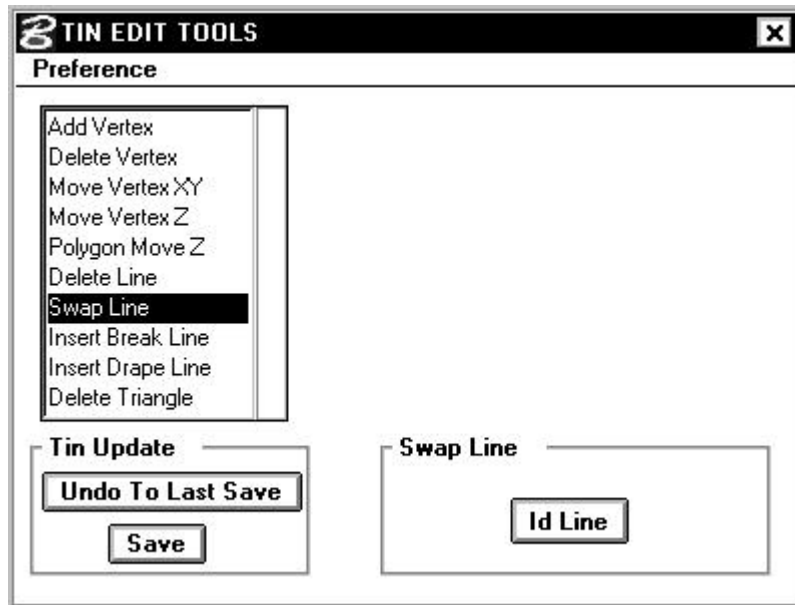 TIN EDIT TOOLS
Preference
Add Vertex
Delete Vertex
Move Vertex XY
Move Vertex Z
Polygon Move Z
Delete Line
Swap Line
Insert Break Line
Insert Drape Line
Delete Triangle
Tin Update
Undo To Last Save
Save
Swap Line
Id Line